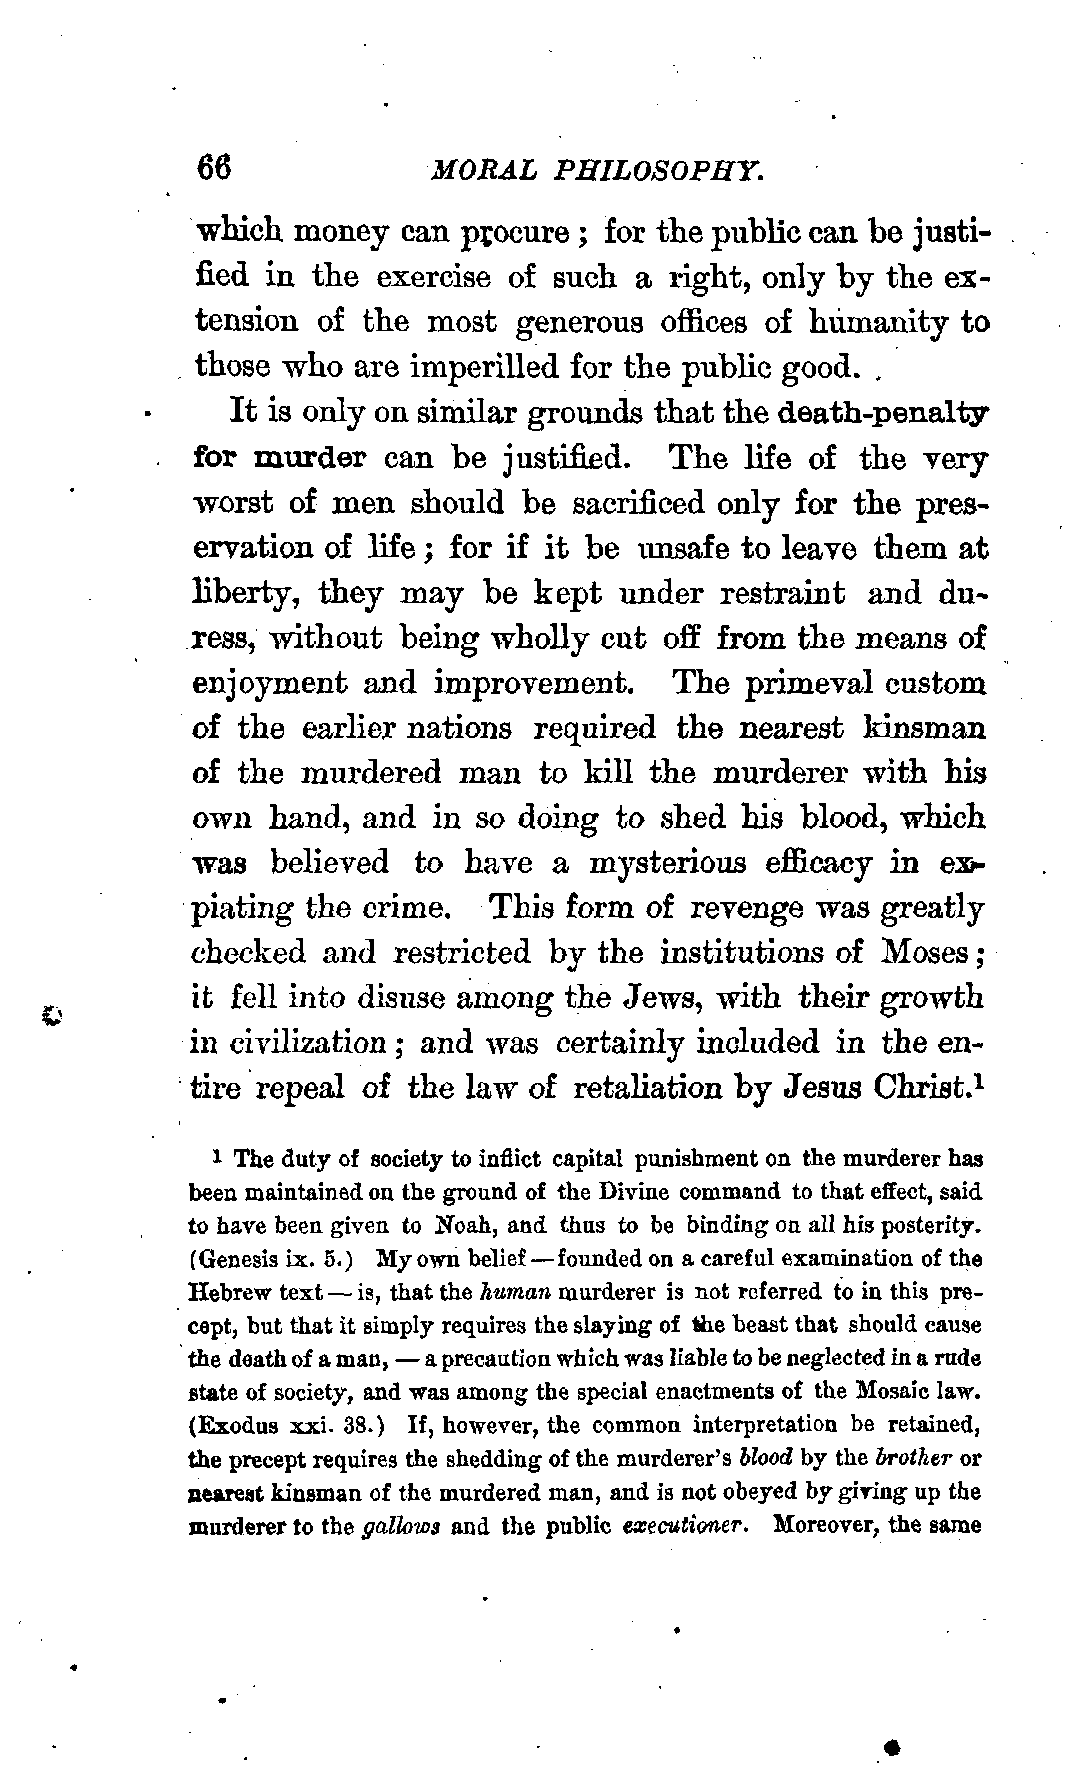 66 MORAL PHILOSOPHY.
which money can procure ; for the public can be justi-
fied in the exercise of such a right, only by the ex-
tension of the most generous offices of humanity to
those who are imperilled for the public good.
It is only on similar grounds that the death-penalty
for murder can be justified. The life of the very
worst of men should be sacrificed only for the pres-
ervation of life ; for if it be unsafe to leave them at
liberty, they may be kept under restraint and du-
ress, without being wholly cut off from the means of
enjoyment and improvement. The primeval custom
of the earlier nations required the nearest kinsman
of the murdered man to kill the murderer with his
own hand, and in so doing to shed his blood, which
was believed to have a mysterious efficacy in ex-
piating the crime. This form of revenge was greatly
checked and restricted by the institutions of Moses ;
it fell into disuse among the Jews, with their growth
in civilization ; and was certainly included in the en-
tire repeal of the law of retaliation by Jesus Christ.¹
¹ The duty of society to inflict capital punishment on the murderer has
been maintained on the ground of the Divine command to that effect, said
to have been given to Noah, and thus to be binding on all his posterity.
(Genesis ix. 5.) My own belief — founded on a careful examination of the
Hebrew text — is, that the human murderer is not referred to in this pre-
cept, but that it simply requires the slaying of the beast that should cause
the death of a man, — a precaution which was liable to be neglected in a rude
state of society, and was among the special enactments of the Mosaic law.
(Exodus xxi. 38.) If, however, the common interpretation be retained,
the precept requires the shedding of the murderer's blood by the brother or
nearest kinsman of the murdered man, and is not obeyed by giving up the
murderer to the gallows and the public executioner. Moreover, the same